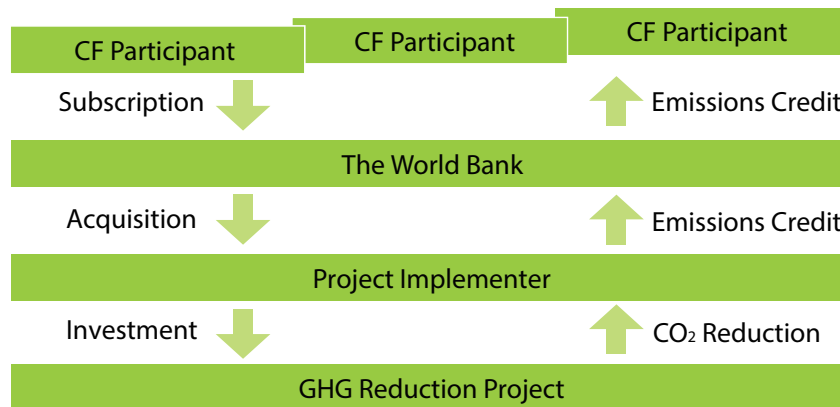 CF Participant
CF Participant
CF Participant
Subscription
Emissions Credit
The World Bank
Acquisition
Emissions Credit
Project Implementer
Investment
CO₂ Reduction
GHG Reduction Project